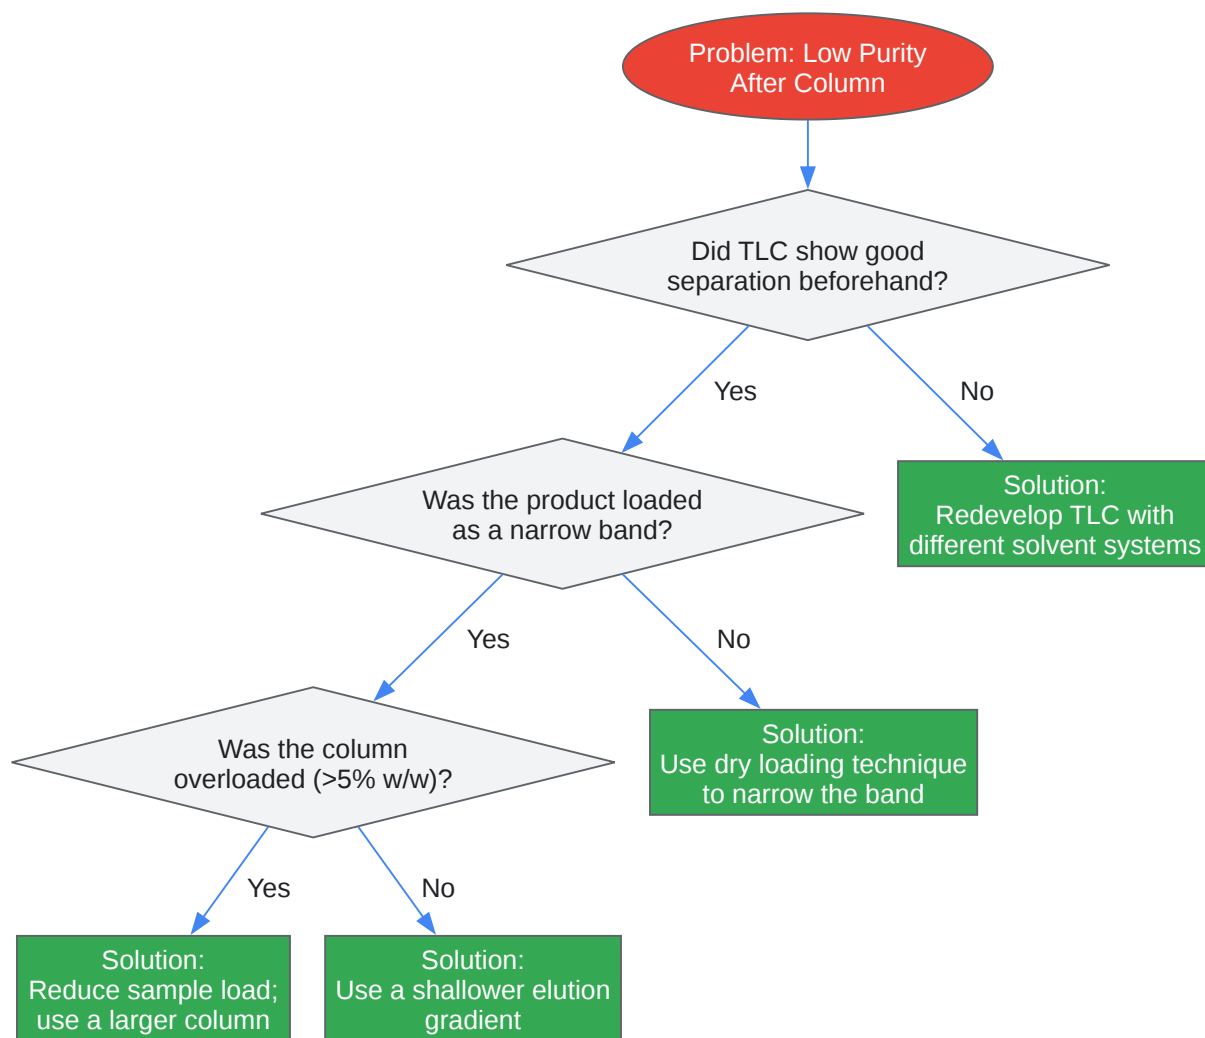 Problem: Low Purity
After Column
Did TLC show good
separation beforehand?
Yes
No
Was the product loaded
as a narrow band?
Solution:
Redevelop TLC with
different solvent systems
Yes
No
Was the column
overloaded (>5% w/w)?
Solution:
Use dry loading technique
to narrow the band
Yes
No
Solution:
Reduce sample load;
use a larger column
Solution:
Use a shallower elution
gradient